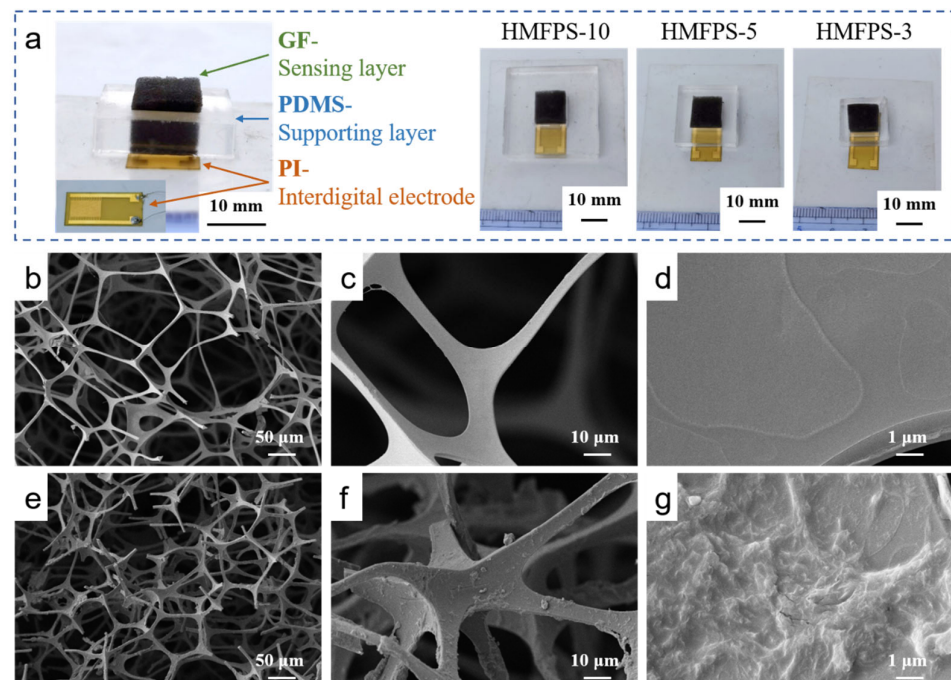 a
GF-
Sensing layer
PDMS-
Supporting layer
PI-
Interdigital electrode
10 mm
HMFPS-10
HMFPS-5
HMFPS-3
10 mm
10 mm
10 mm
b
50 μm
c
10 μm
d
1 μm
e
50 μm
f
10 μm
g
1 μm